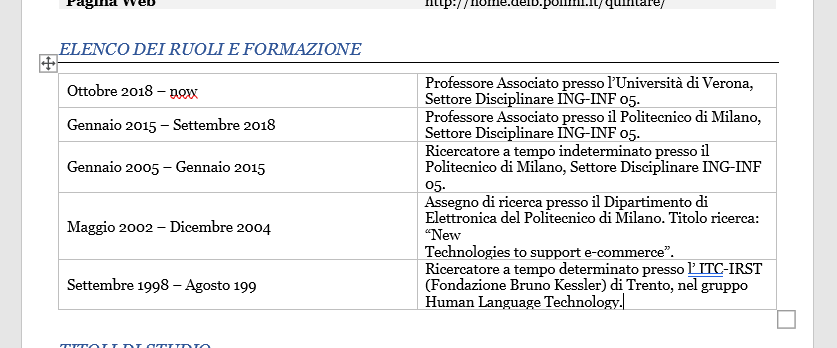 Pagina Web http://home.deib.polimi.it/quintare/
ELENCO DEI RUOLI E FORMAZIONE
Ottobre 2018 – now
Professore Associato presso l'Università di Verona,
Settore Disciplinare ING-INF 05.
Gennaio 2015 – Settembre 2018
Professore Associato presso il Politecnico di Milano,
Settore Disciplinare ING-INF 05.
Gennaio 2005 – Gennaio 2015
Ricercatore a tempo indeterminato presso il
Politecnico di Milano, Settore Disciplinare ING-INF
05.
Maggio 2002 – Dicembre 2004
Assegno di ricerca presso il Dipartimento di
Elettronica del Politecnico di Milano. Titolo ricerca:
“New
Technologies to support e-commerce”.
Settembre 1998 – Agosto 199
Ricercatore a tempo determinato presso l' ITC-IRST
(Fondazione Bruno Kessler) di Trento, nel gruppo
Human Language Technology.
TITOLI DI STUDIO